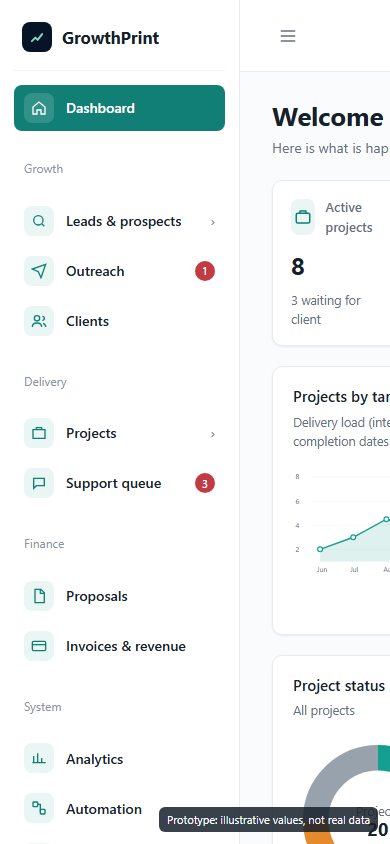 GrowthPrint
Dashboard
Growth
Leads & prospects
Outreach 1
Clients
Delivery
Projects
Support queue 3
Finance
Proposals
Invoices & revenue
System
Analytics
Automation
Welcome
Here is what is hap
Active
projects
8
3 waiting for
client
Projects by tar
Delivery load (inte
completion dates
8
6
4
2
Jun Jul Au
Project status
All projects
20
Prototype: illustrative values, not real data